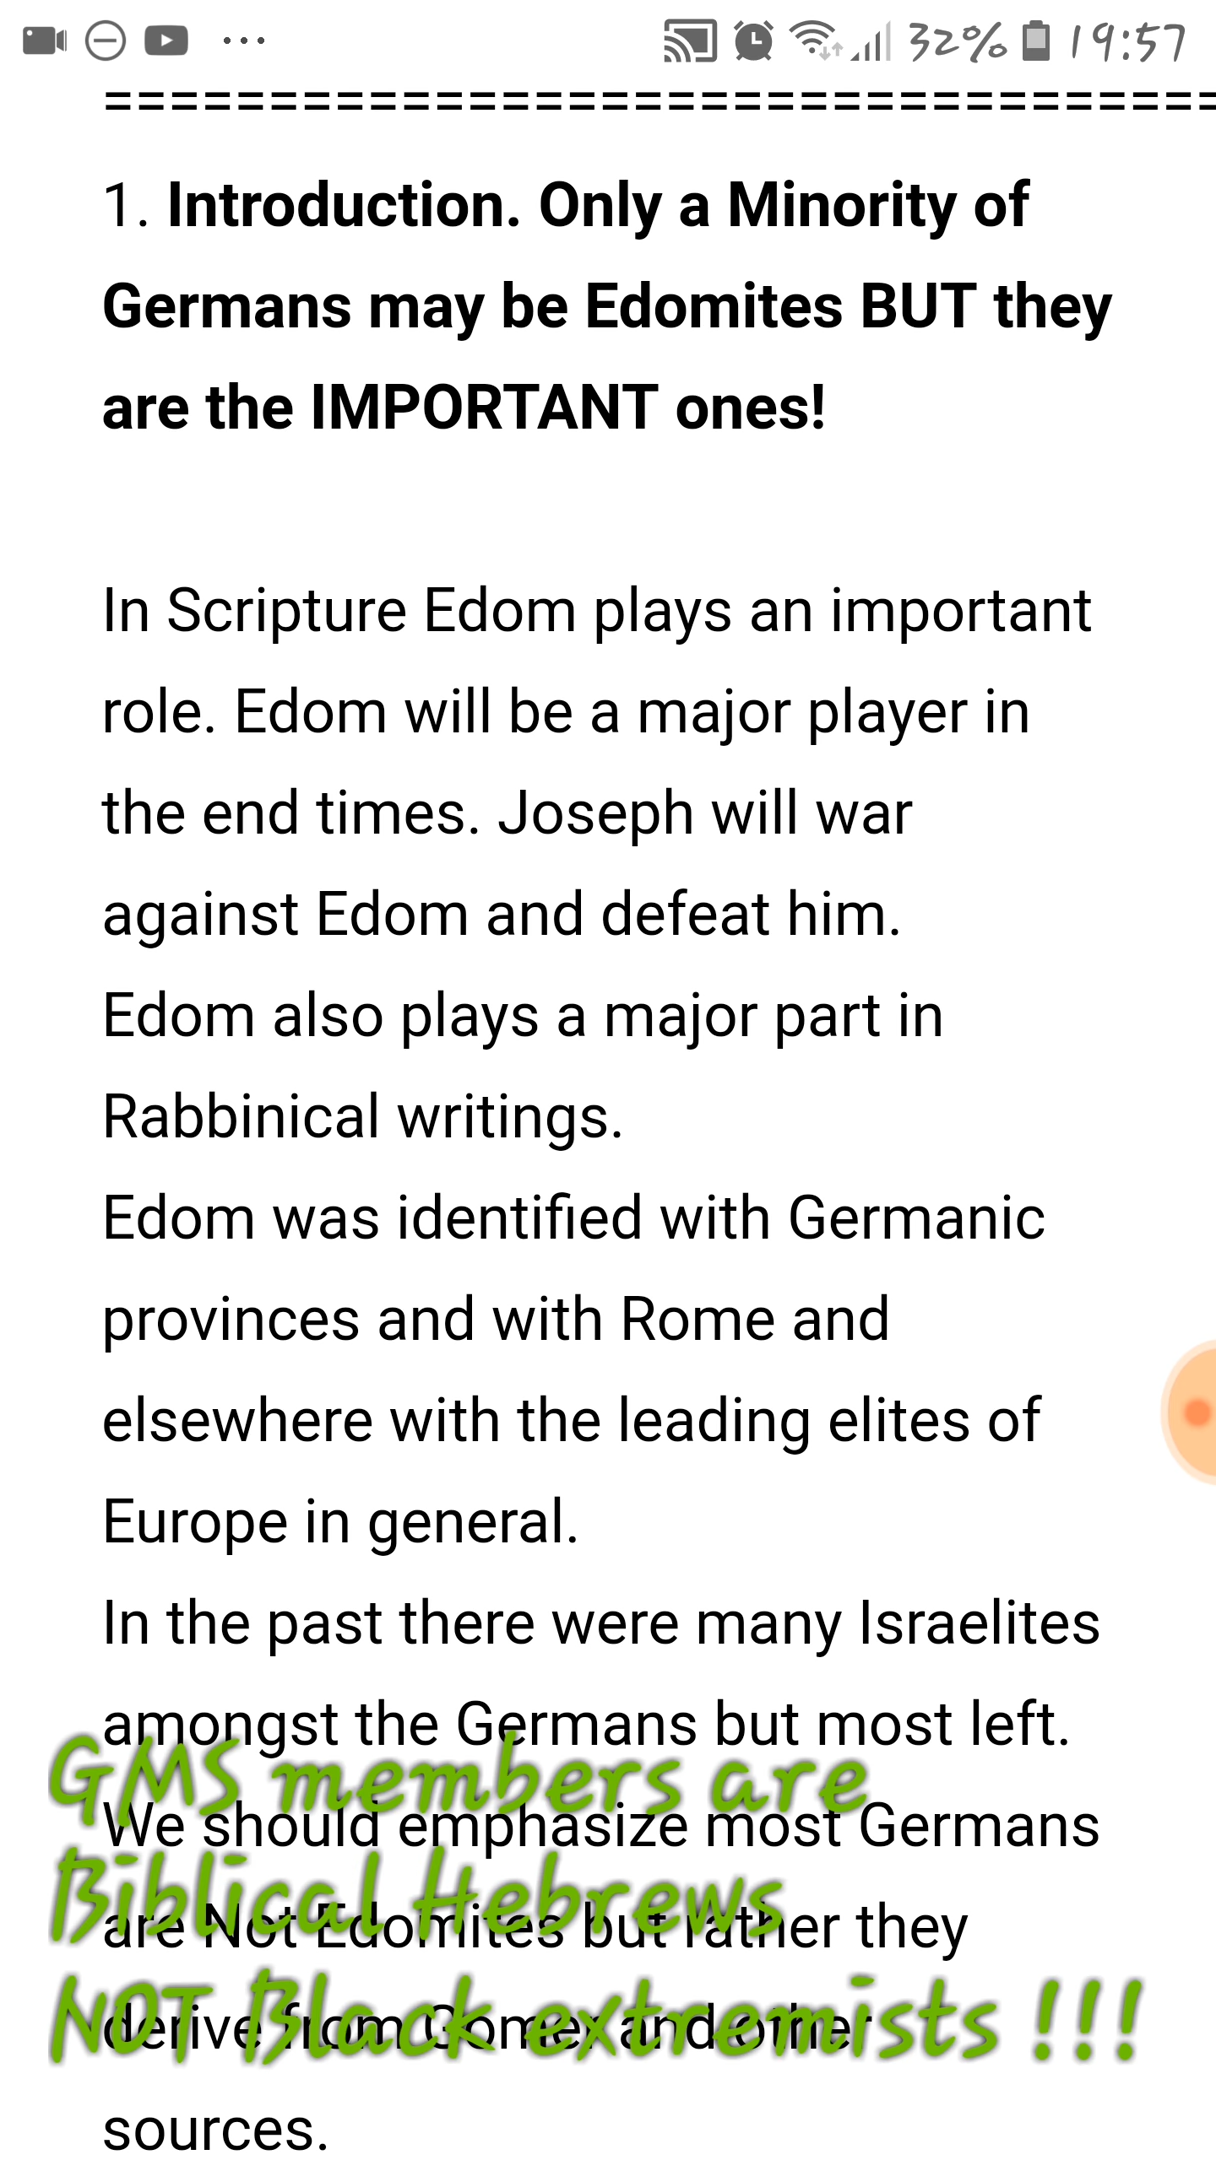 32% 19:57
===================================
1. Introduction. Only a Minority of
Germans may be Edomites BUT they
are the IMPORTANT ones!
In Scripture Edom plays an important
role. Edom will be a major player in
the end times. Joseph will war
against Edom and defeat him.
Edom also plays a major part in
Rabbinical writings.
Edom was identified with Germanic
provinces and with Rome and
elsewhere with the leading elites of
Europe in general.
In the past there were many Israelites
amongst the Germans but most left.
GMS members are
We should emphasize most Germans
Biblical Hebrews
are Not Edomites but rather they
NOT Black extremists !!!
derive from Gomer and other
sources.